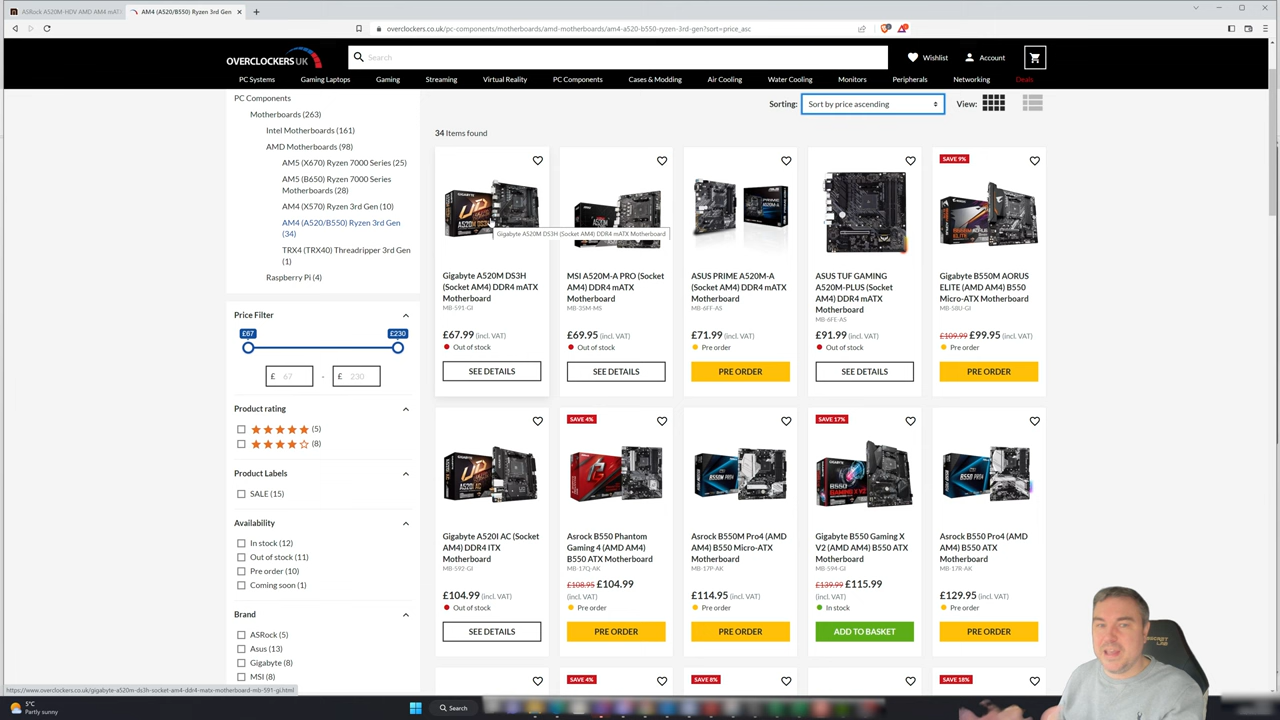 ASRock A520M-HDV AMD AM4 mAT
AM4 (A520/B550) Ryzen 3rd Gen
overclockers.co.uk/pc-components/motherboards/amd-motherboards/am4-a520-b550-ryzen-3rd-gen?sort=price_asc
OVERCLOCKERS UK
Search
Wishlist
Account
PC Systems Gaming Laptops Gaming Streaming Virtual Reality PC Components Cases & Modding Air Cooling Water Cooling Monitors Peripherals Networking Deals
PC Components
Motherboards (263)
Intel Motherboards (161)
AMD Motherboards (98)
AM5 (X670) Ryzen 7000 Series (25)
AM5 (B650) Ryzen 7000 Series
Motherboards (28)
AM4 (X570) Ryzen 3rd Gen (10)
AM4 (A520/B550) Ryzen 3rd Gen
(34)
TRX4 (TRX40) Threadripper 3rd Gen
(1)
Raspberry Pi (4)
Price Filter
£67 £230
£ 67 - £ 230
Product rating
(5)
(8)
Product Labels
SALE (15)
Availability
In stock (12)
Out of stock (11)
Pre order (10)
Coming soon (1)
Brand
ASRock (5)
Asus (13)
Gigabyte (8)
MSI (8)
Sorting: Sort by price ascending View:
34 Items found
Gigabyte A520M DS3H (Socket AM4) DDR4 mATX Motherboard
Gigabyte A520M DS3H
(Socket AM4) DDR4 mATX
Motherboard
MB-591-GI
£67.99 (incl. VAT)
Out of stock
SEE DETAILS
MSI A520M-A PRO (Socket
AM4) DDR4 mATX
Motherboard
MB-35M-MS
£69.95 (incl. VAT)
Out of stock
SEE DETAILS
ASUS PRIME A520M-A
(Socket AM4) DDR4 mATX
Motherboard
MB-6FF-AS
£71.99 (incl. VAT)
Pre order
PRE ORDER
ASUS TUF GAMING
A520M-PLUS (Socket
AM4) DDR4 mATX
Motherboard
MB-6FE-AS
£91.99 (incl. VAT)
Out of stock
SEE DETAILS
SAVE 9%
Gigabyte B550M AORUS
ELITE (AMD AM4) B550
Micro-ATX Motherboard
MB-58U-GI
£109.99 £99.95 (incl. VAT)
Pre order
PRE ORDER
Gigabyte A520I AC (Socket
AM4) DDR4 ITX
Motherboard
MB-592-GI
£104.99 (incl. VAT)
Out of stock
SEE DETAILS
SAVE 4%
Asrock B550 Phantom
Gaming 4 (AMD AM4)
B550 ATX Motherboard
MB-17Q-AK
£108.95 £104.99
(incl. VAT)
Pre order
PRE ORDER
Asrock B550M Pro4 (AMD
AM4) B550 Micro-ATX
Motherboard
MB-17P-AK
£114.95 (incl. VAT)
Pre order
PRE ORDER
SAVE 17%
Gigabyte B550 Gaming X
V2 (AMD AM4) B550 ATX
Motherboard
MB-594-GI
£139.99 £115.99
(incl. VAT)
In stock
ADD TO BASKET
Asrock B550 Pro4 (AMD
AM4) B550 ATX
Motherboard
MB-17R-AK
£129.95 (incl. VAT)
Pre order
PRE ORDER
SAVE 4%
SAVE 8%
SAVE 18%
https://www.overclockers.co.uk/gigabyte-a520m-ds3h-socket-am4-ddr4-matx-motherboard-mb-591-gi.html
5°C
Partly sunny
Search